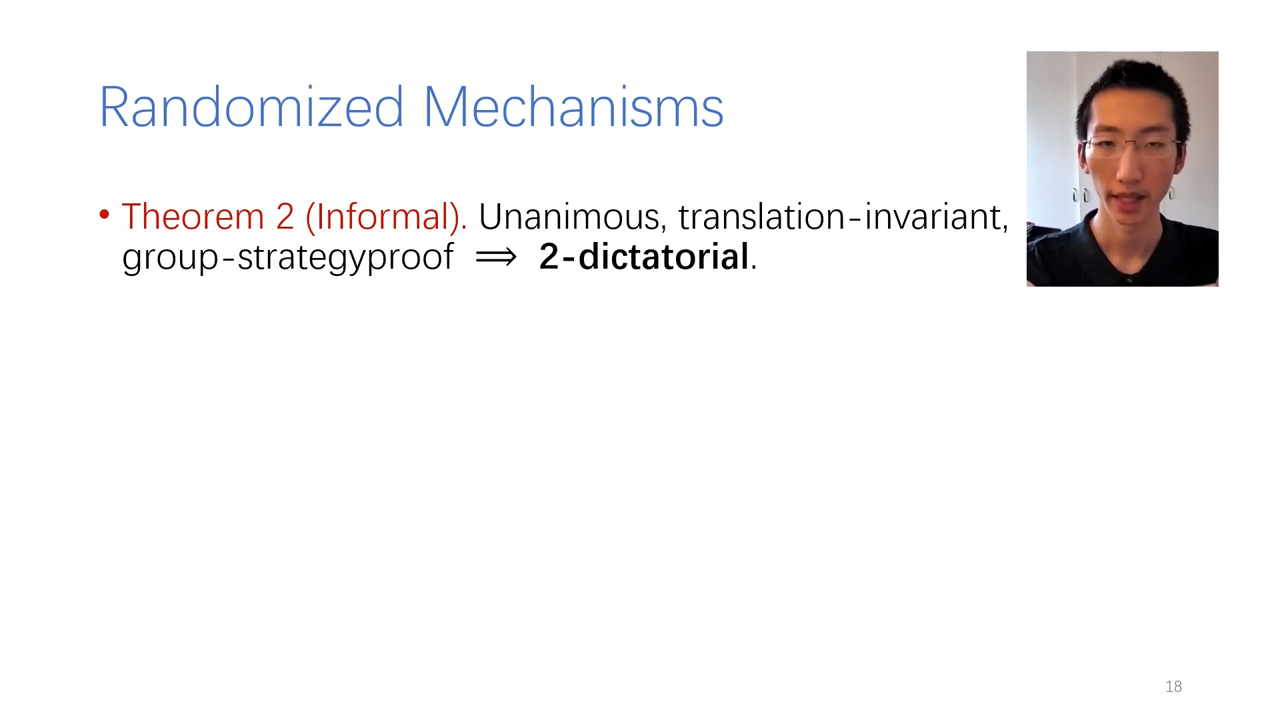 Randomized Mechanisms
• Theorem 2 (Informal). Unanimous, translation-invariant,
group-strategyproof ⟹ 2-dictatorial.
18